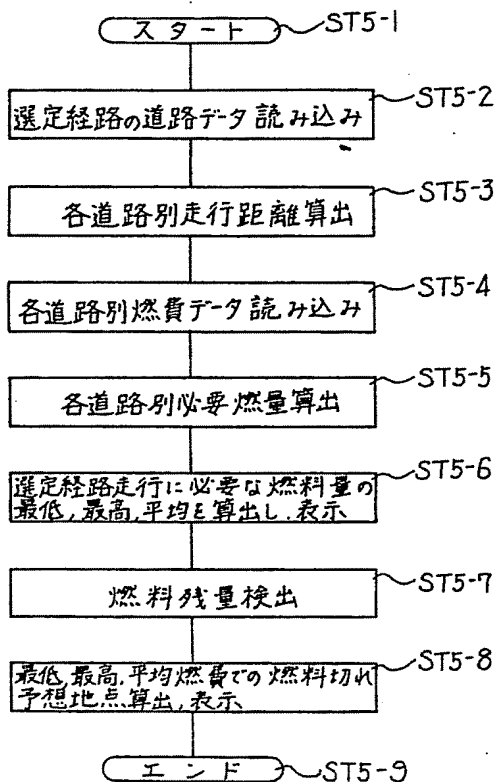 スタート
ST5-1
選定経路の道路データ読み込み
ST5-2
各道路別走行距離算出
ST5-3
各道路別燃費データ読み込み
ST5-4
各道路別必要燃量算出
ST5-5
選定経路走行に必要な燃料量の
最低,最高,平均を算出し,表示
ST5-6
燃料残量検出
ST5-7
最低,最高,平均燃費での燃料切れ
予想地点算出,表示
ST5-8
エンド
ST5-9